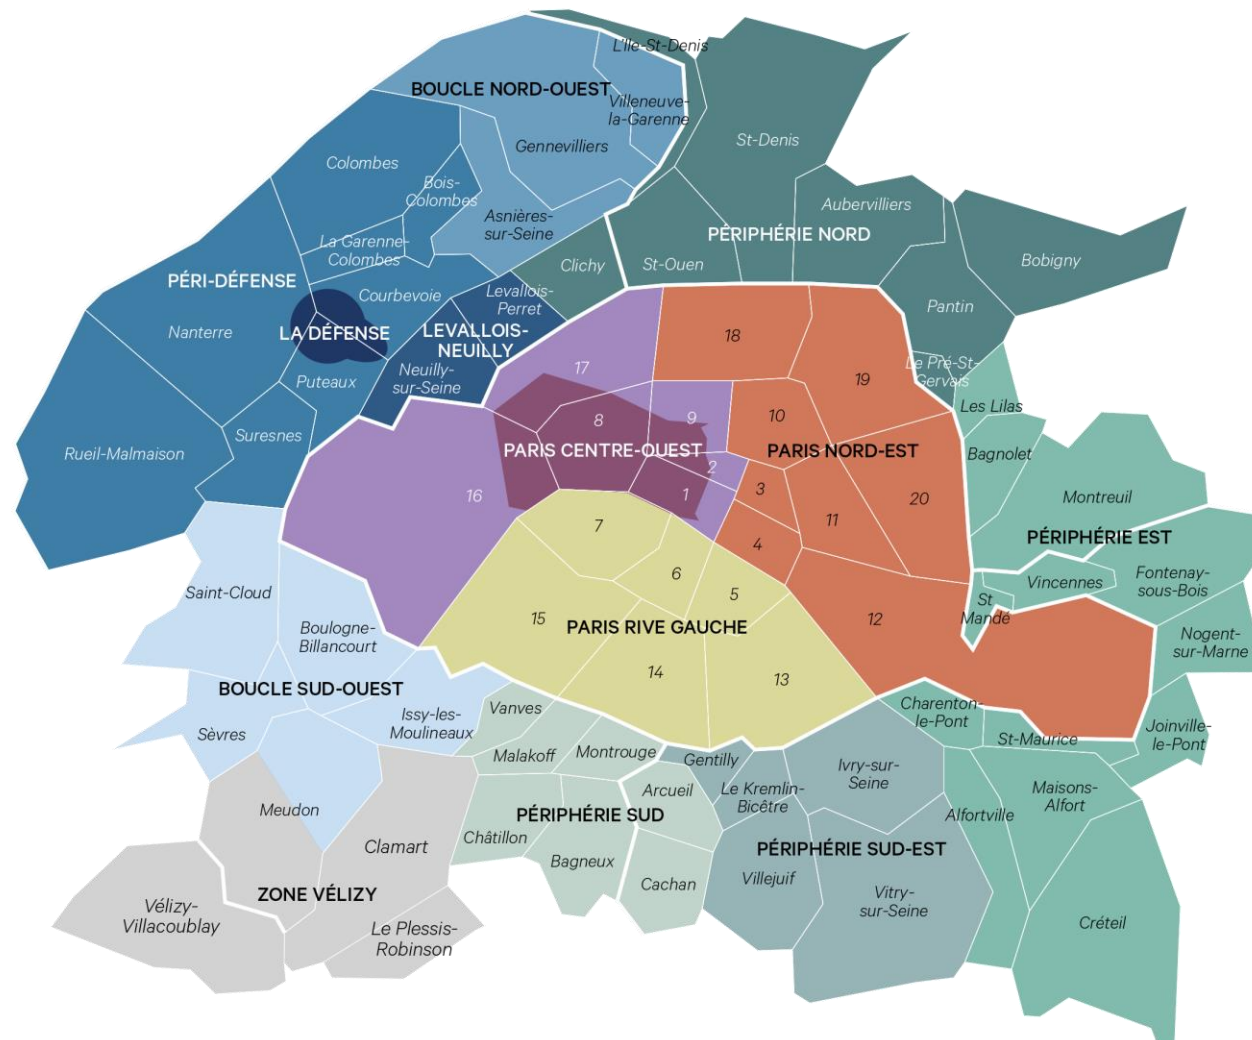 L'Ile-St-Denis
BOUCLE NORD-OUEST
Villeneuve-
la-Garenne
Gennevilliers
St-Denis
Colombes
Bois-
Colombes
Asnières-
sur-Seine
Aubervilliers
PÉRIPHÉRIE NORD
La Garenne-
Colombes
Clichy
St-Ouen
Bobigny
PÉRI-DÉFENSE
Courbevoie
Levallois-
Perret
Pantin
Nanterre
LA DÉFENSE
LEVALLOIS-
NEUILLY
18
Le Pré-St-
Gervais
Neuilly-
sur-Seine
Puteaux
17
19
Les Lilas
Suresnes
8
9
10
Rueil-Malmaison
PARIS CENTRE-OUEST
PARIS NORD-EST
Bagnolet
2
16
1
3
20
Montreuil
7
11
4
PÉRIPHÉRIE EST
6
5
Vincennes
Fontenay-
sous-Bois
Saint-Cloud
St
Mandé
15
PARIS RIVE GAUCHE
12
Boulogne-
Billancourt
Nogent-
sur-Marne
14
13
BOUCLE SUD-OUEST
Vanves
Charenton-
le-Pont
Issy-les-
Moulineaux
Sèvres
Malakoff
Montrouge
St-Maurice
Joinville-
le-Pont
Gentilly
Ivry-sur-
Seine
Arcueil
Le Kremlin-
Bicêtre
Maisons-
Alfort
Meudon
PÉRIPHÉRIE SUD
Alfortville
Clamart
Châtillon
Bagneux
PÉRIPHÉRIE SUD-EST
Cachan
Villejuif
Vitry-
sur-Seine
ZONE VÉLIZY
Vélizy-
Villacoublay
Le Plessis-
Robinson
Créteil